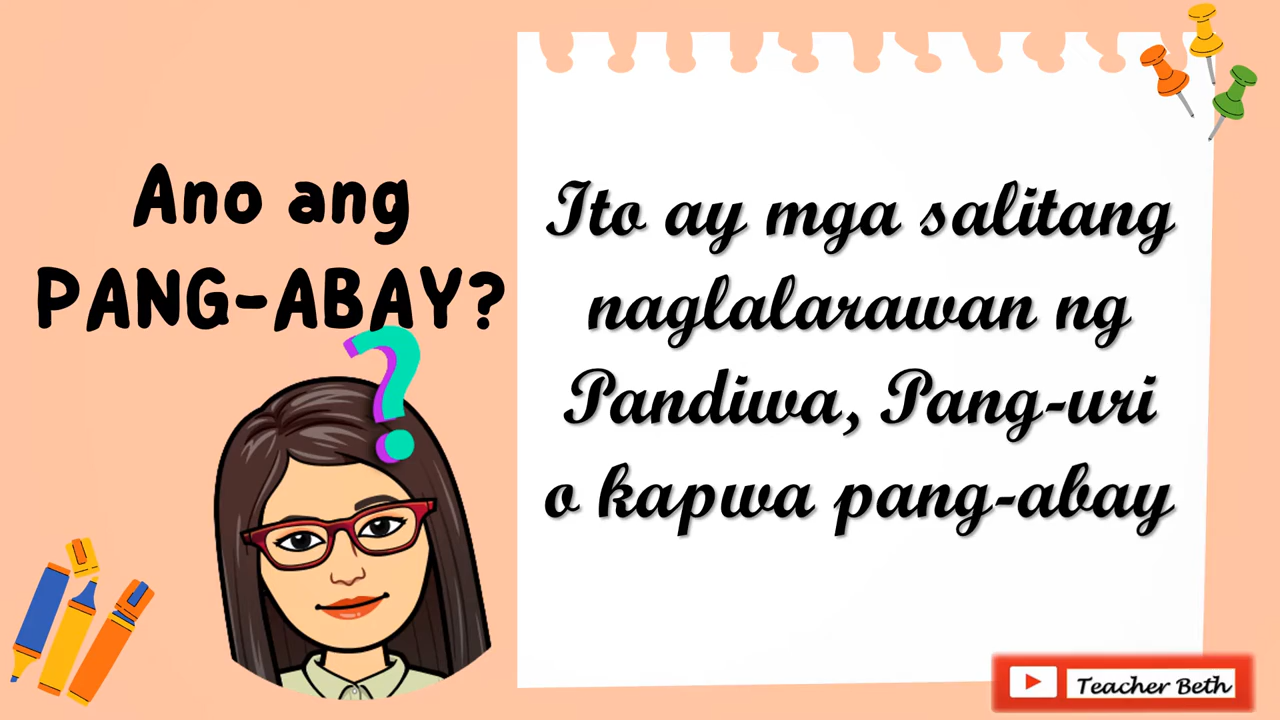 Ano ang
PANG-ABAY?
Ito ay mga salitang
naglalarawan ng
Pandiwa, Pang-uri
o kapwa pang-abay
Teacher Beth